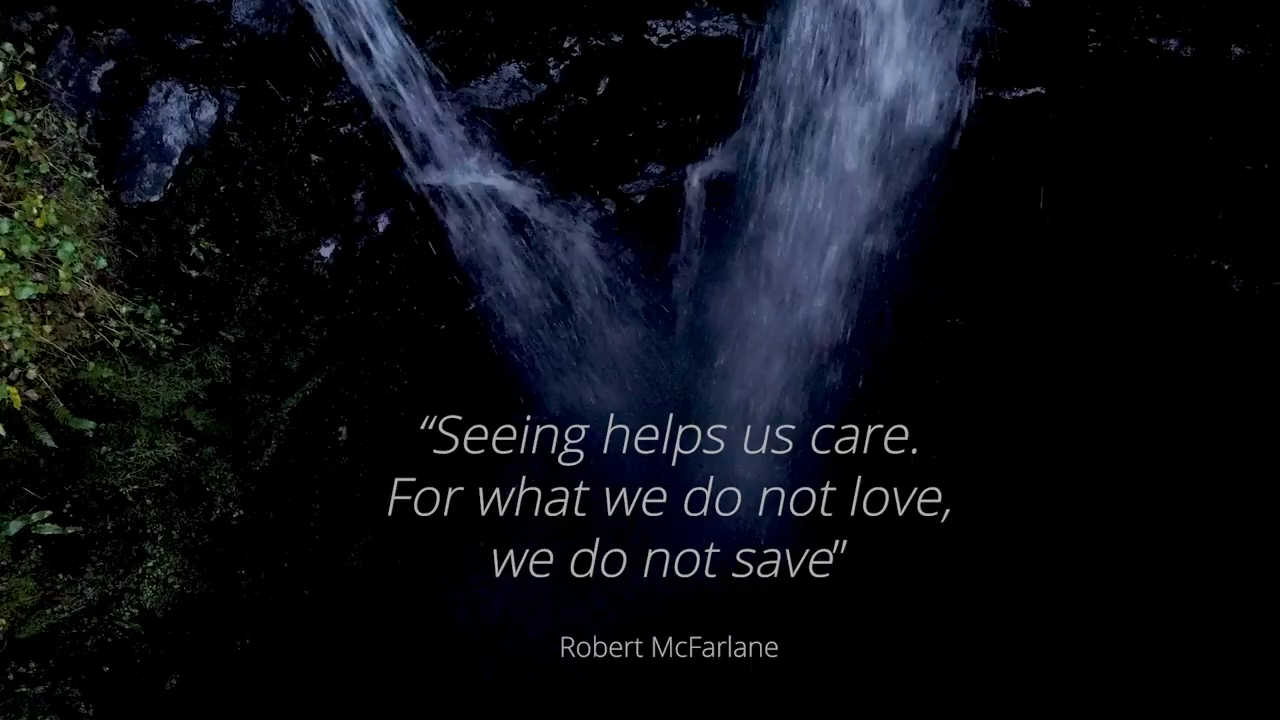 “Seeing helps us care.
For what we do not love,
we do not save”
Robert McFarlane